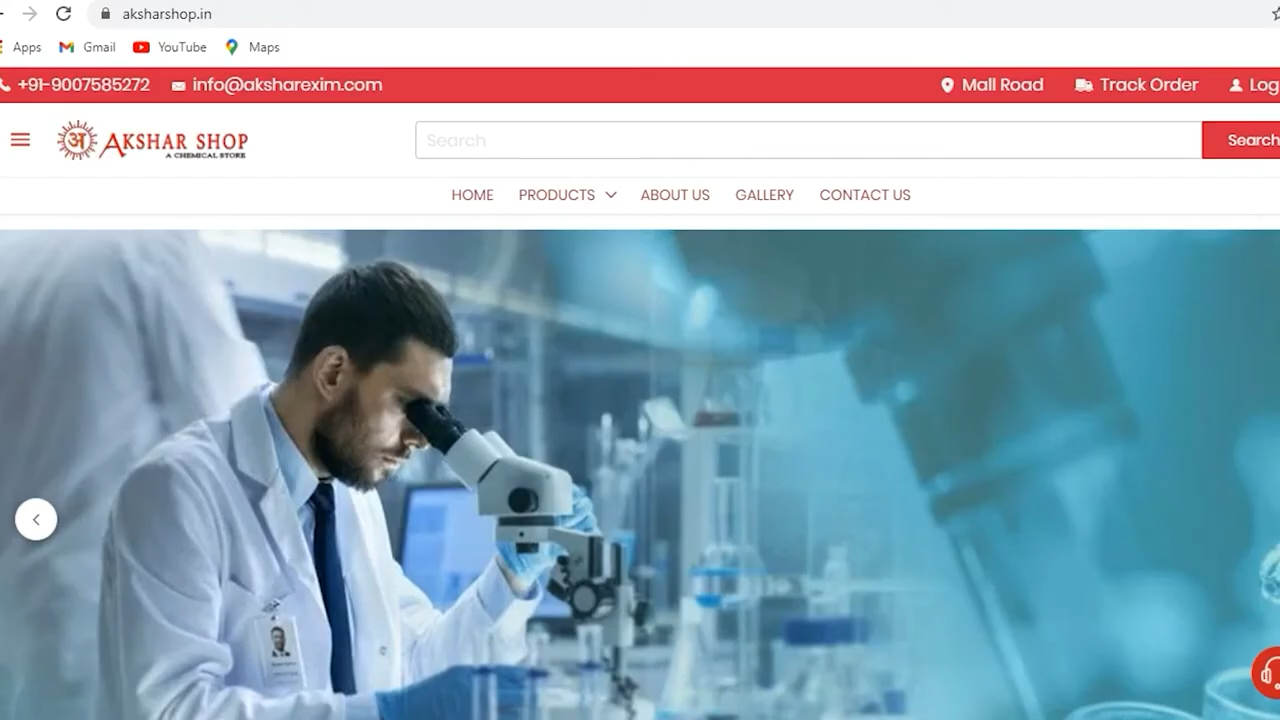 aksharshop.in
Apps Gmail YouTube Maps
+91-9007585272 info@aksharexim.com Mall Road Track Order Log
अ AKSHAR SHOP
A CHEMICAL STORE
Search Search
HOME PRODUCTS ABOUT US GALLERY CONTACT US